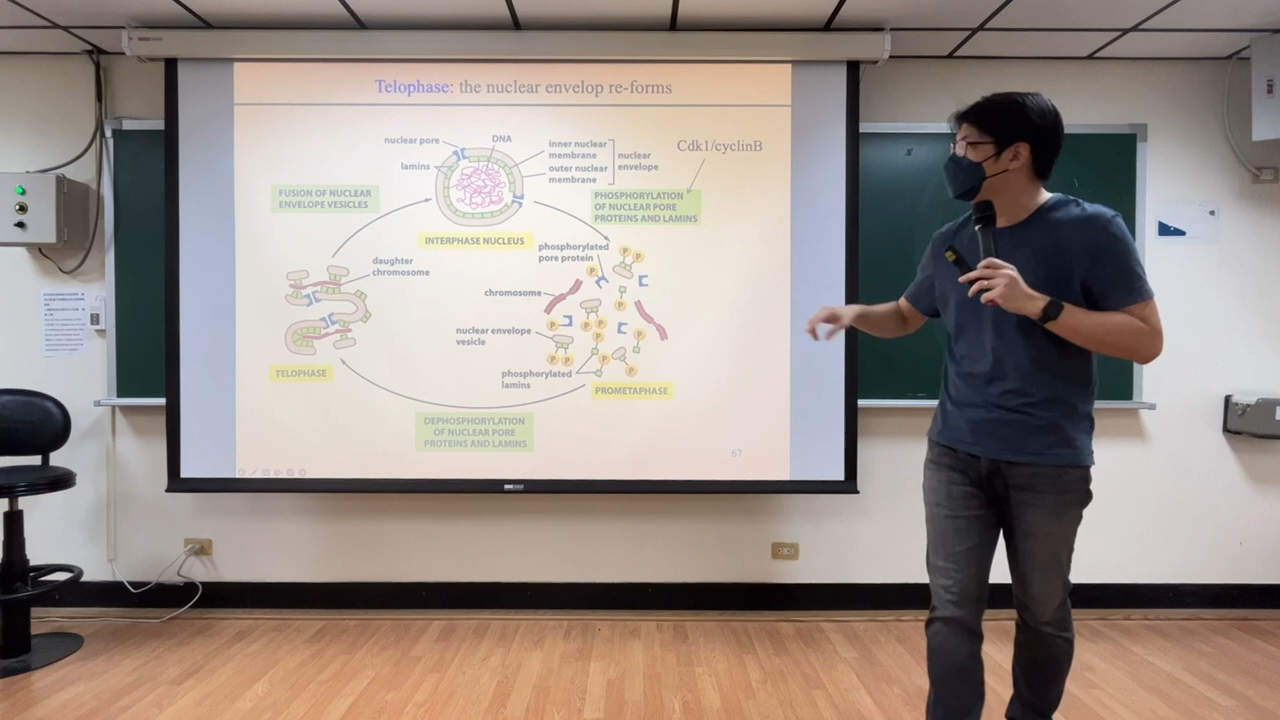 Telophase: the nuclear envelop re-forms
nuclear pore
DNA
lamins
inner nuclear
membrane
outer nuclear
membrane
nuclear
envelope
Cdk1/cyclinB
FUSION OF NUCLEAR
ENVELOPE VESICLES
PHOSPHORYLATION
OF NUCLEAR PORE
PROTEINS AND LAMINS
INTERPHASE NUCLEUS
phosphorylated
pore protein
daughter
chromosome
chromosome
nuclear envelope
vesicle
phosphorylated
lamins
P
P
P
P
P
P
P
P
P
P
P
P
P
P
TELOPHASE
PROMETAPHASE
DEPHOSPHORYLATION
OF NUCLEAR PORE
PROTEINS AND LAMINS
67